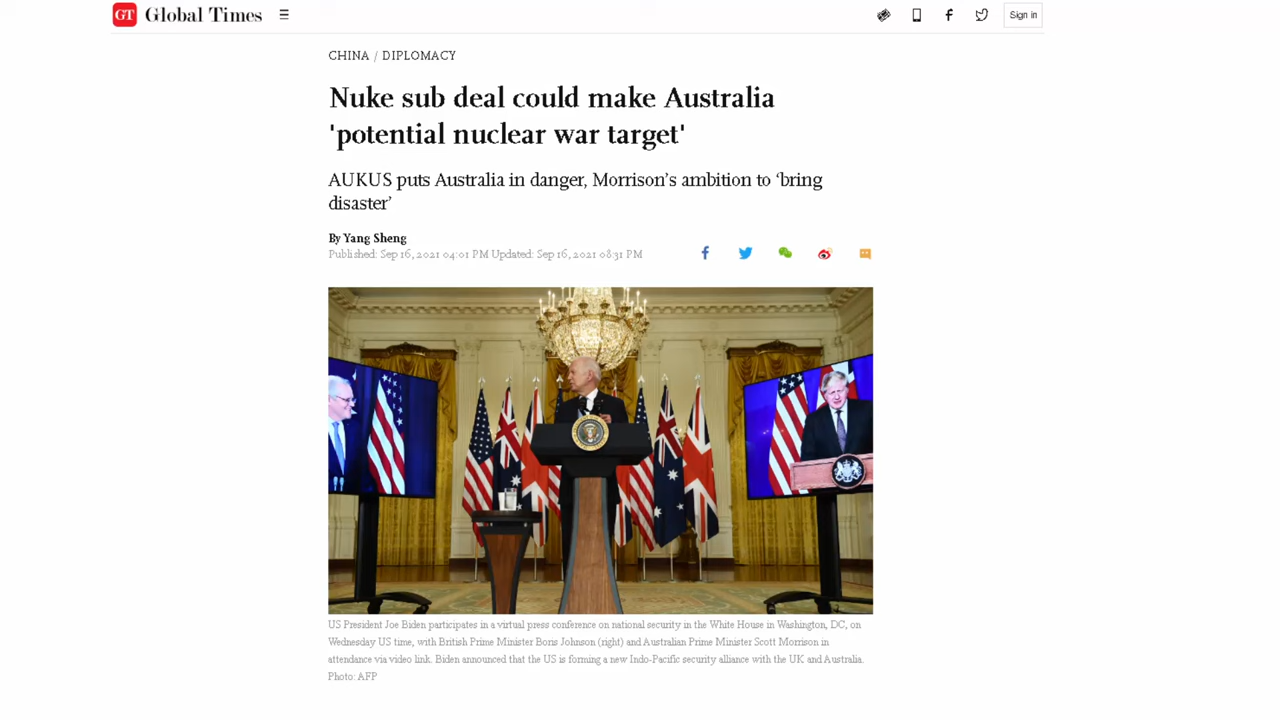 GT Global Times
Sign in
CHINA / DIPLOMACY
Nuke sub deal could make Australia
'potential nuclear war target'
AUKUS puts Australia in danger, Morrison's ambition to ‘bring
disaster’
By Yang Sheng
Published: Sep 16, 2021 04:01 PM Updated: Sep 16, 2021 08:31 PM
US President Joe Biden participates in a virtual press conference on national security in the White House in Washington, DC, on
Wednesday US time, with British Prime Minister Boris Johnson (right) and Australian Prime Minister Scott Morrison in
attendance via video link. Biden announced that the US is forming a new Indo-Pacific security alliance with the UK and Australia.
Photo: AFP